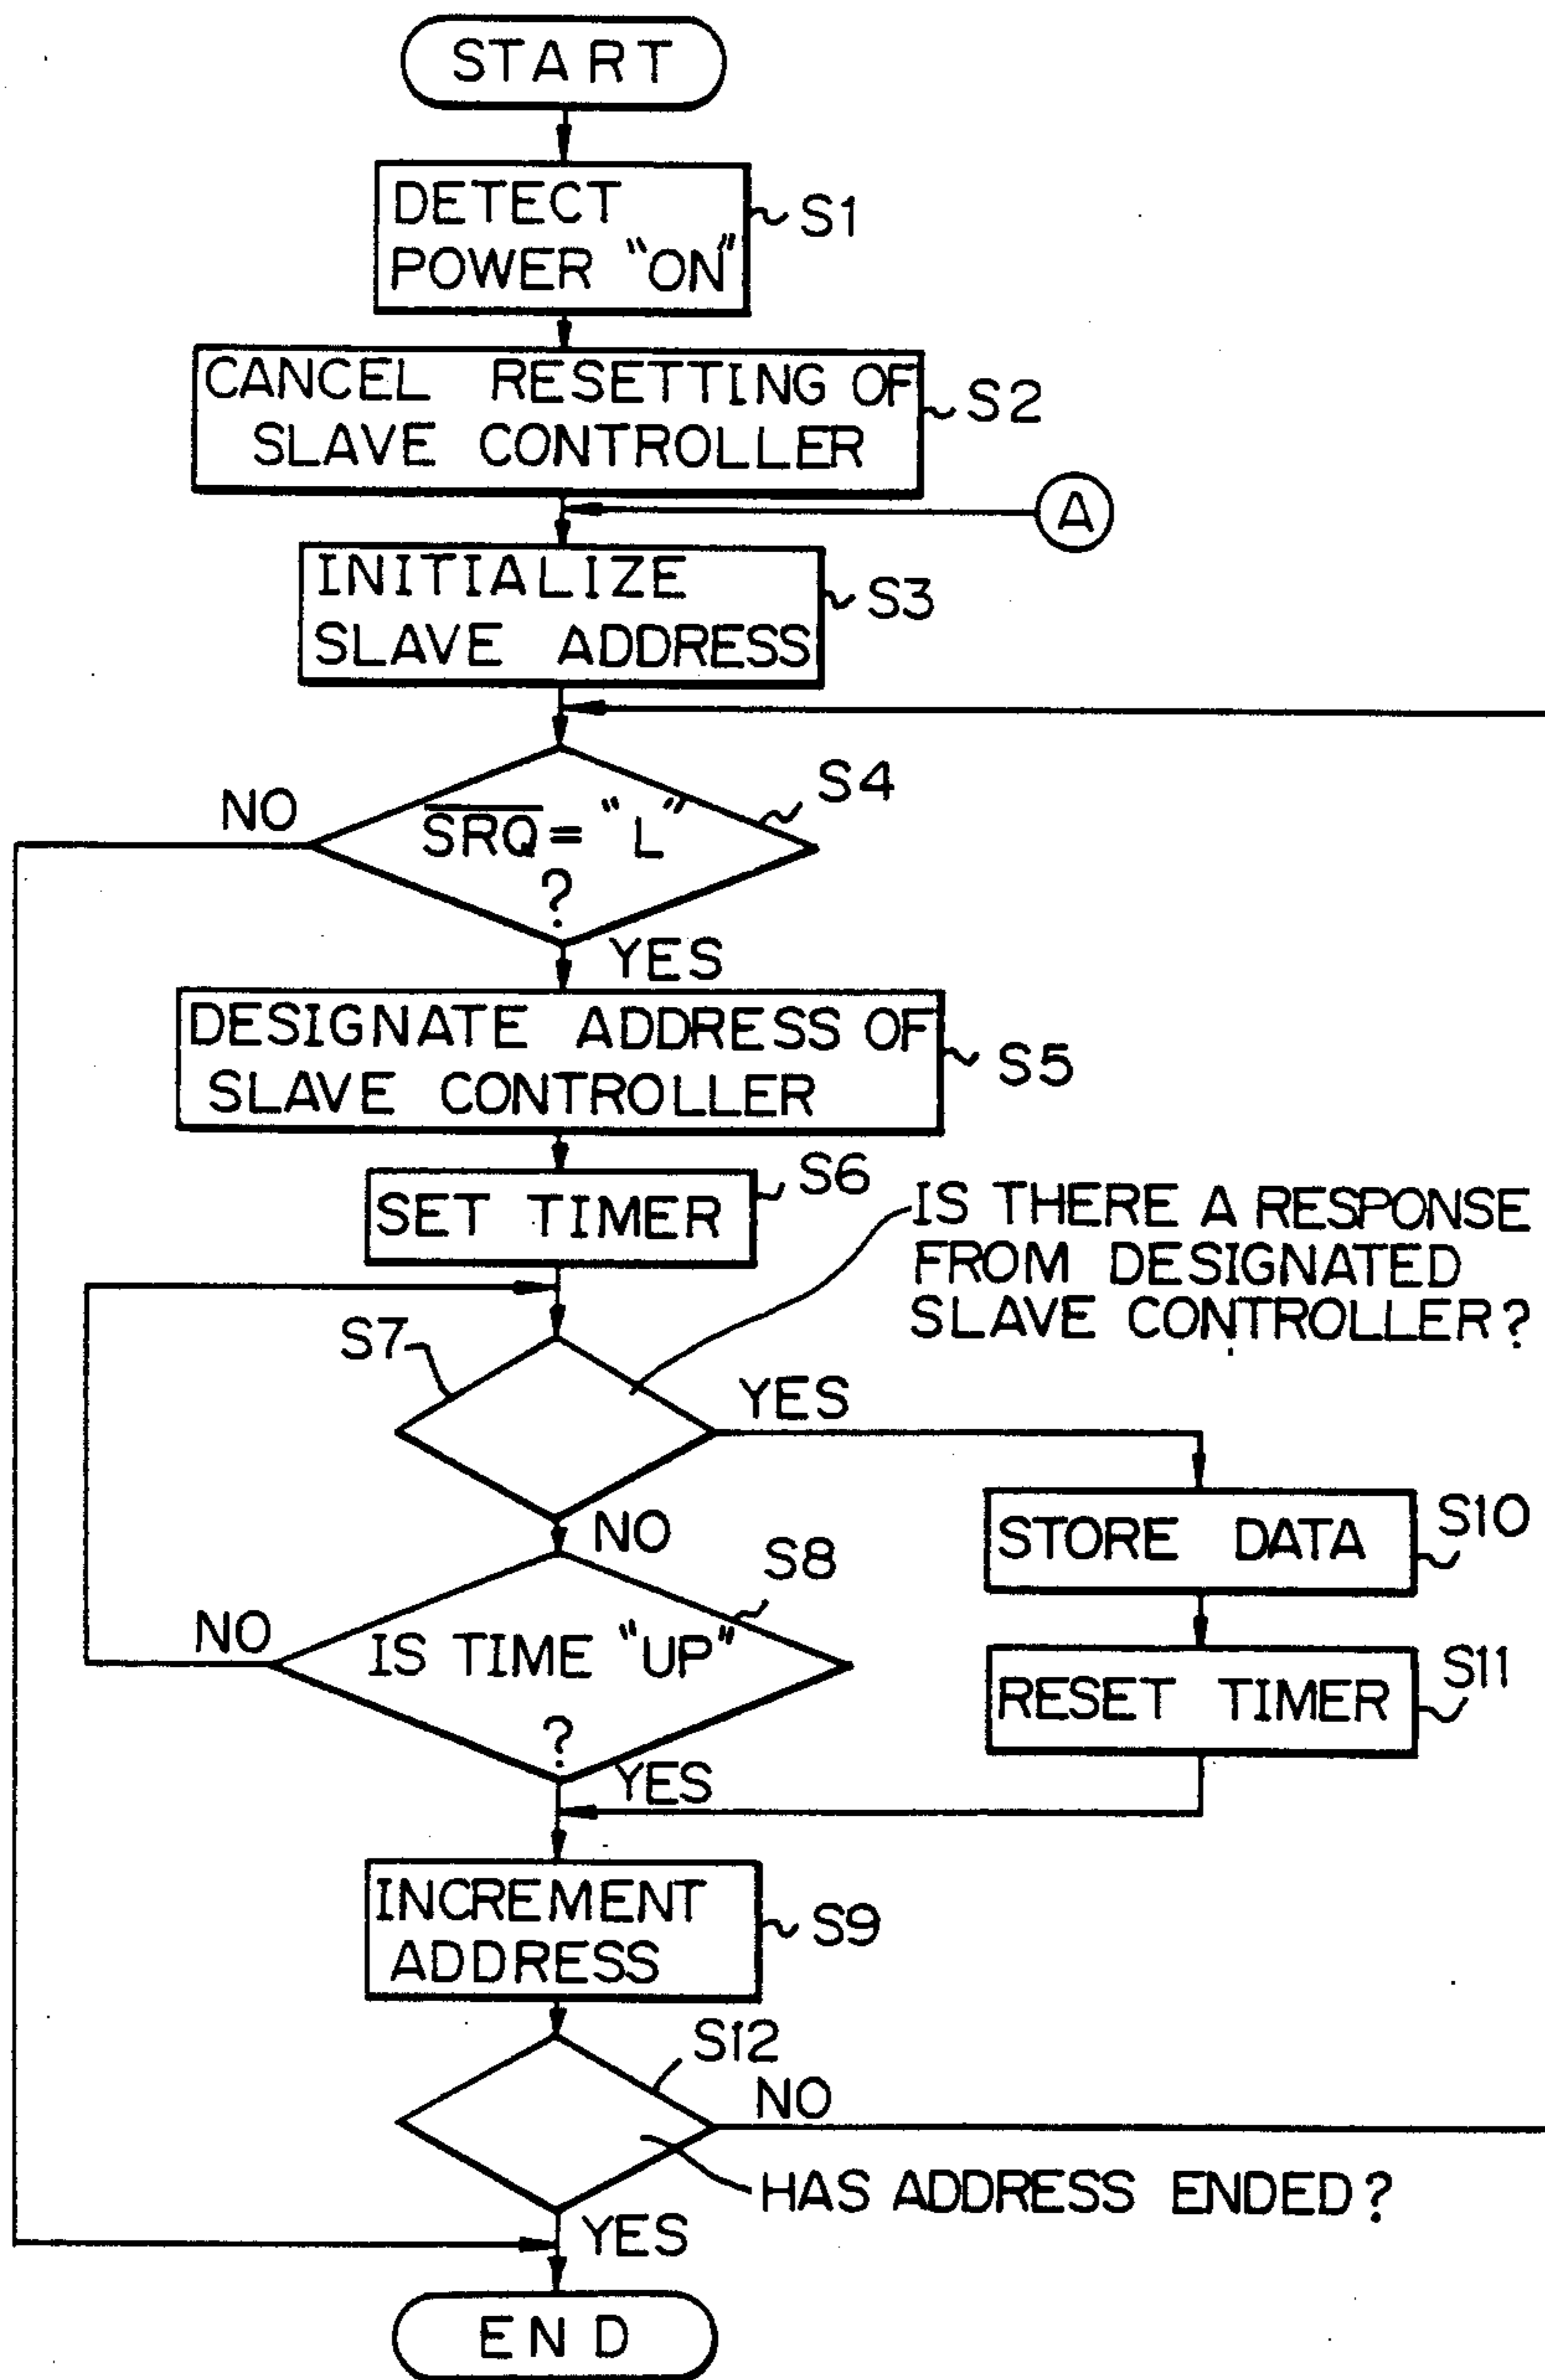 START
DETECT
POWER "ON"
S1
CANCEL RESETTING OF
SLAVE CONTROLLER
S2
A
INITIALIZE
SLAVE ADDRESS
S3
S4
NO
S̅R̅Q̅ = "L"
?
YES
DESIGNATE ADDRESS OF
SLAVE CONTROLLER
S5
SET TIMER
S6
IS THERE A RESPONSE
FROM DESIGNATED
SLAVE CONTROLLER?
S7
YES
NO
STORE DATA
S10
S8
NO
IS TIME "UP"
?
YES
RESET TIMER
S11
INCREMENT
ADDRESS
S9
S12
NO
HAS ADDRESS ENDED?
YES
END